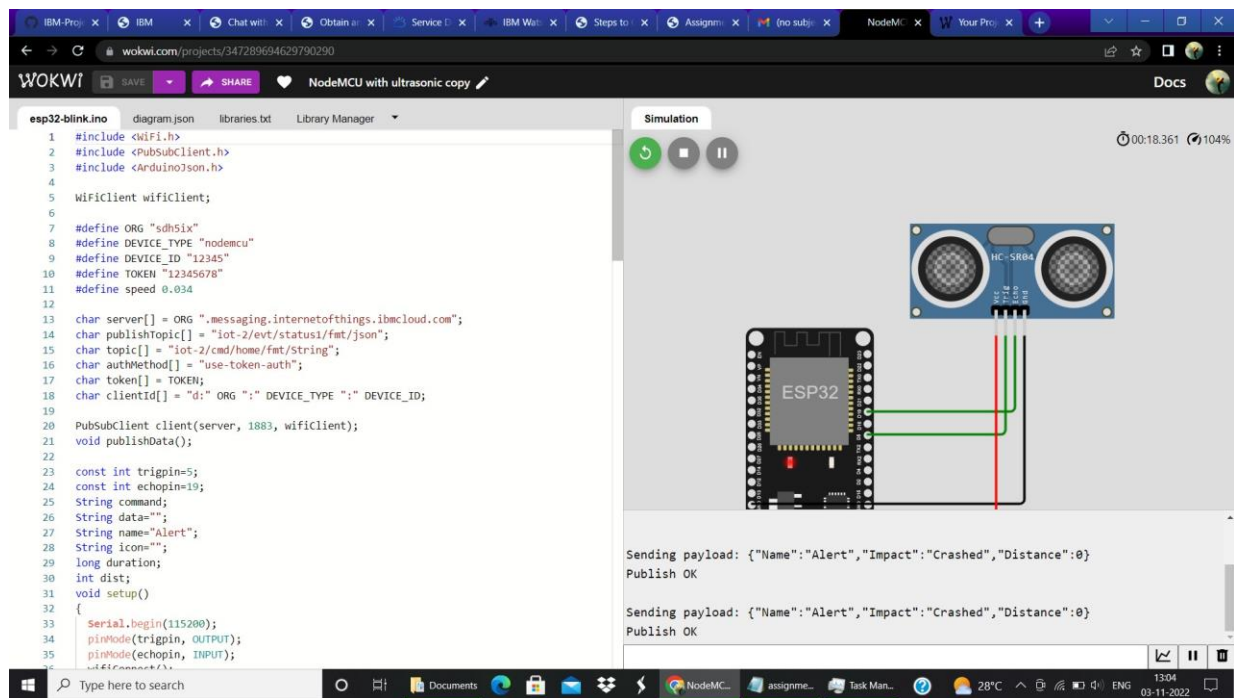 IBM-Proj
IBM
Chat with
Obtain an
Service D
IBM Wats
Steps to
Assignme
(no subje
NodeMC
Your Proj
wokwi.com/projects/347289694629790290
WOKWI
SAVE
SHARE
NodeMCU with ultrasonic copy
Docs
esp32-blink.ino diagram.json libraries.txt Library Manager
1 #include <WiFi.h>
2 #include <PubSubClient.h>
3 #include <ArduinoJson.h>
4
5 WiFiClient wifiClient;
6
7 #define ORG "sdh5ix"
8 #define DEVICE_TYPE "nodemcu"
9 #define DEVICE_ID "12345"
10 #define TOKEN "12345678"
11 #define speed 0.034
12
13 char server[] = ORG ".messaging.internetofthings.ibmcloud.com";
14 char publishTopic[] = "iot-2/evt/status1/fmt/json";
15 char topic[] = "iot-2/cmd/home/fmt/String";
16 char authMethod[] = "use-token-auth";
17 char token[] = TOKEN;
18 char clientId[] = "d:" ORG ":" DEVICE_TYPE ":" DEVICE_ID;
19
20 PubSubClient client(server, 1883, wifiClient);
21 void publishData();
22
23 const int trigpin=5;
24 const int echopin=19;
25 String command;
26 String data="";
27 String name="Alert";
28 String icon="";
29 long duration;
30 int dist;
31 void setup()
32 {
33 Serial.begin(115200);
34 pinMode(trigpin, OUTPUT);
35 pinMode(echopin, INPUT);
36 wifiConnect();
Simulation
00:18.361 104%
HC-SR04
Vcc
Trig
Echo
Gnd
ESP32
Sending payload: {"Name":"Alert","Impact":"Crashed","Distance":0}
Publish OK
Sending payload: {"Name":"Alert","Impact":"Crashed","Distance":0}
Publish OK
Type here to search
Documents
NodeMC...
assignme...
Task Man...
28°C
ENG
13:04
03-11-2022